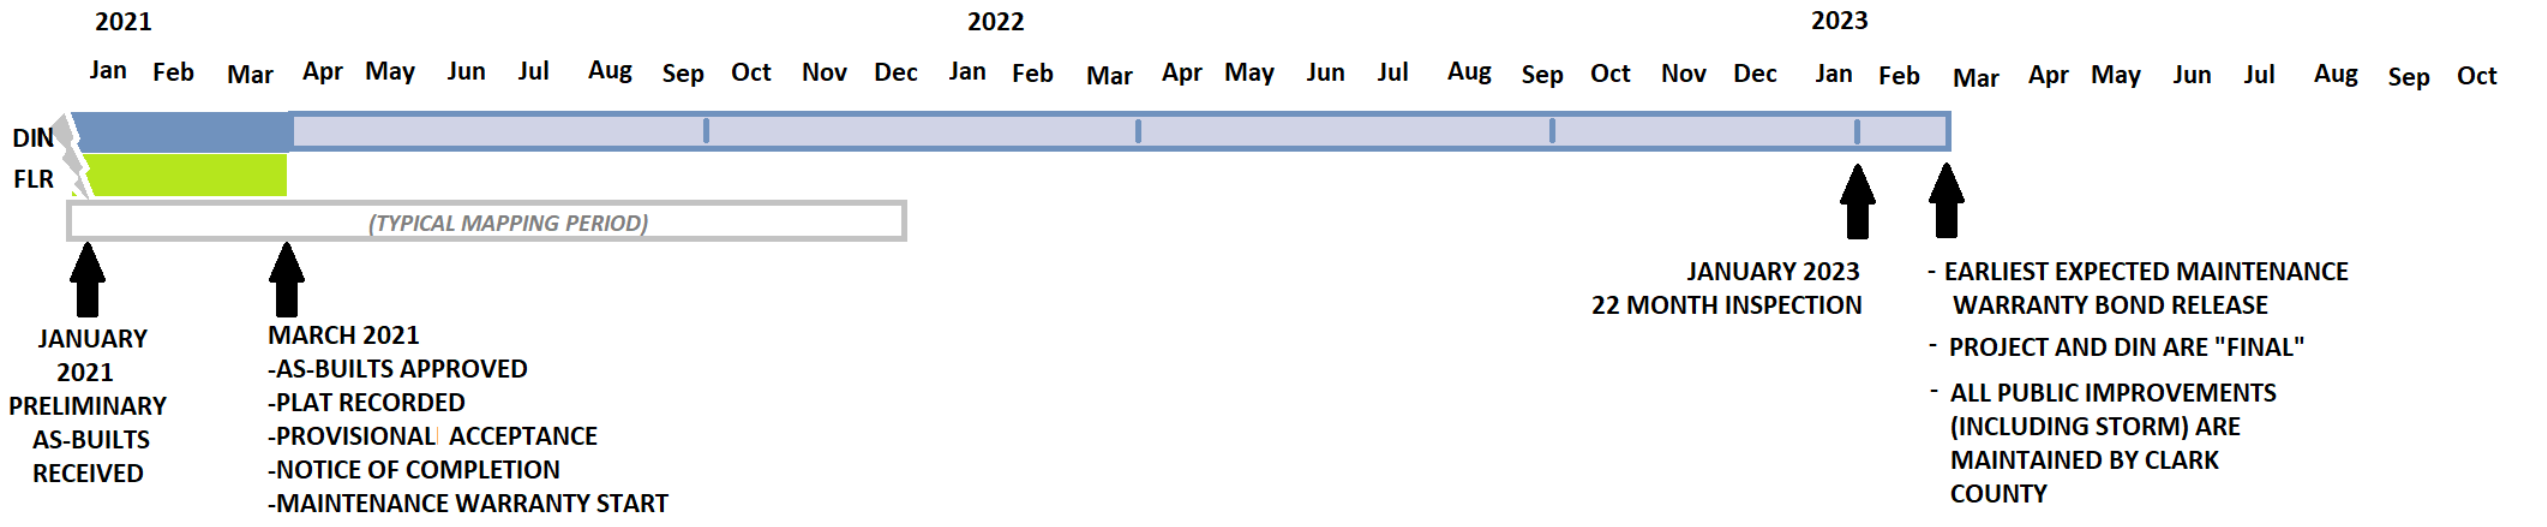 2021 2022 2023
Jan Feb Mar Apr May Jun Jul Aug Sep Oct Nov Dec Jan Feb Mar Apr May Jun Jul Aug Sep Oct Nov Dec Jan Feb Mar Apr May Jun Jul Aug Sep Oct
DIN
FLR
(TYPICAL MAPPING PERIOD)
JANUARY
2021
PRELIMINARY
AS-BUILTS
RECEIVED
MARCH 2021
-AS-BUILTS APPROVED
-PLAT RECORDED
-PROVISIONAL ACCEPTANCE
-NOTICE OF COMPLETION
-MAINTENANCE WARRANTY START
JANUARY 2023
22 MONTH INSPECTION
- EARLIEST EXPECTED MAINTENANCE
WARRANTY BOND RELEASE
- PROJECT AND DIN ARE "FINAL"
- ALL PUBLIC IMPROVEMENTS
(INCLUDING STORM) ARE
MAINTAINED BY CLARK
COUNTY